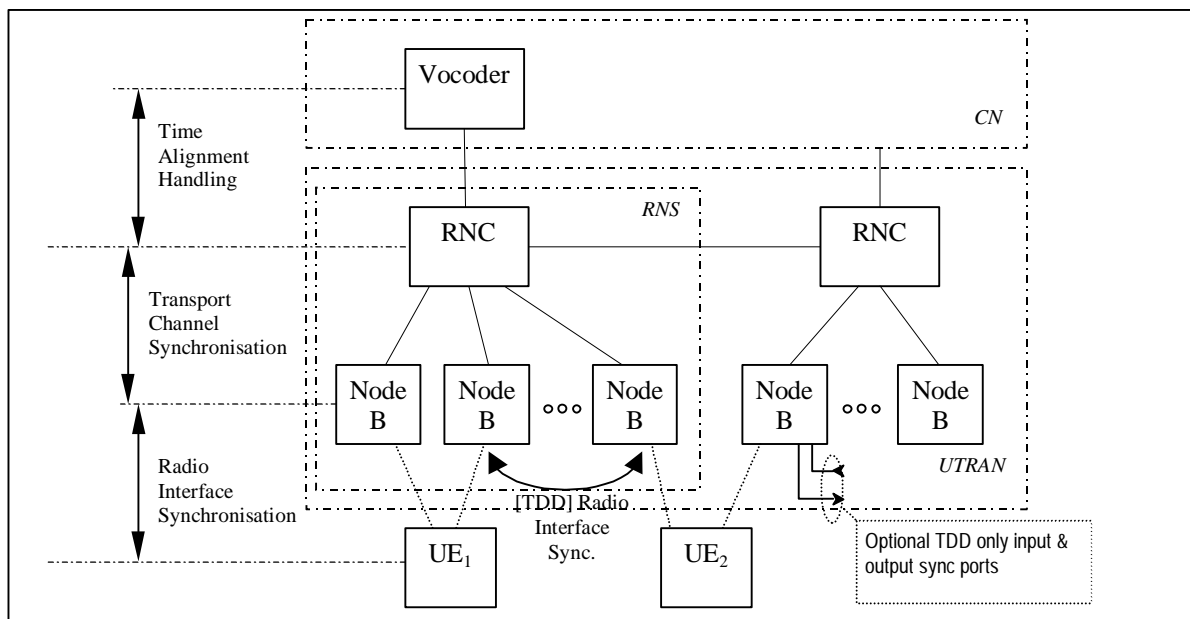 Vocoder
CN
Time
Alignment
Handling
RNS
RNC
RNC
Transport
Channel
Synchronisation
Node
B
Node
B
Node
B
Node
B
Node
B
UTRAN
Radio
Interface
Synchronisation
[TDD] Radio
Interface
Sync.
UE₁
UE₂
Optional TDD only input &
output sync ports